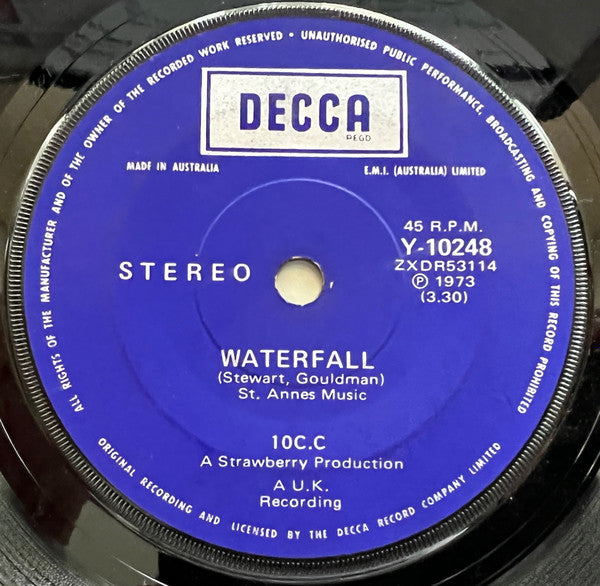 ALL RIGHTS OF THE MANUFACTURER AND OF THE OWNER OF THE RECORDED WORK RESERVED • UNAUTHORISED PUBLIC PERFORMANCE, BROADCASTING AND COPYING OF THIS RECORD PROHIBITED
DECCA
REGD
MADE IN AUSTRALIA
E.M.I. (AUSTRALIA) LIMITED
45 R.P.M.
Y-10248
STEREO
ZXDR53114
Ⓟ 1973
(3.30)
WATERFALL
(Stewart, Gouldman)
St. Annes Music
10C.C
A Strawberry Production
A U.K.
Recording
ORIGINAL RECORDING AND LICENSED BY THE DECCA RECORD COMPANY LIMITED